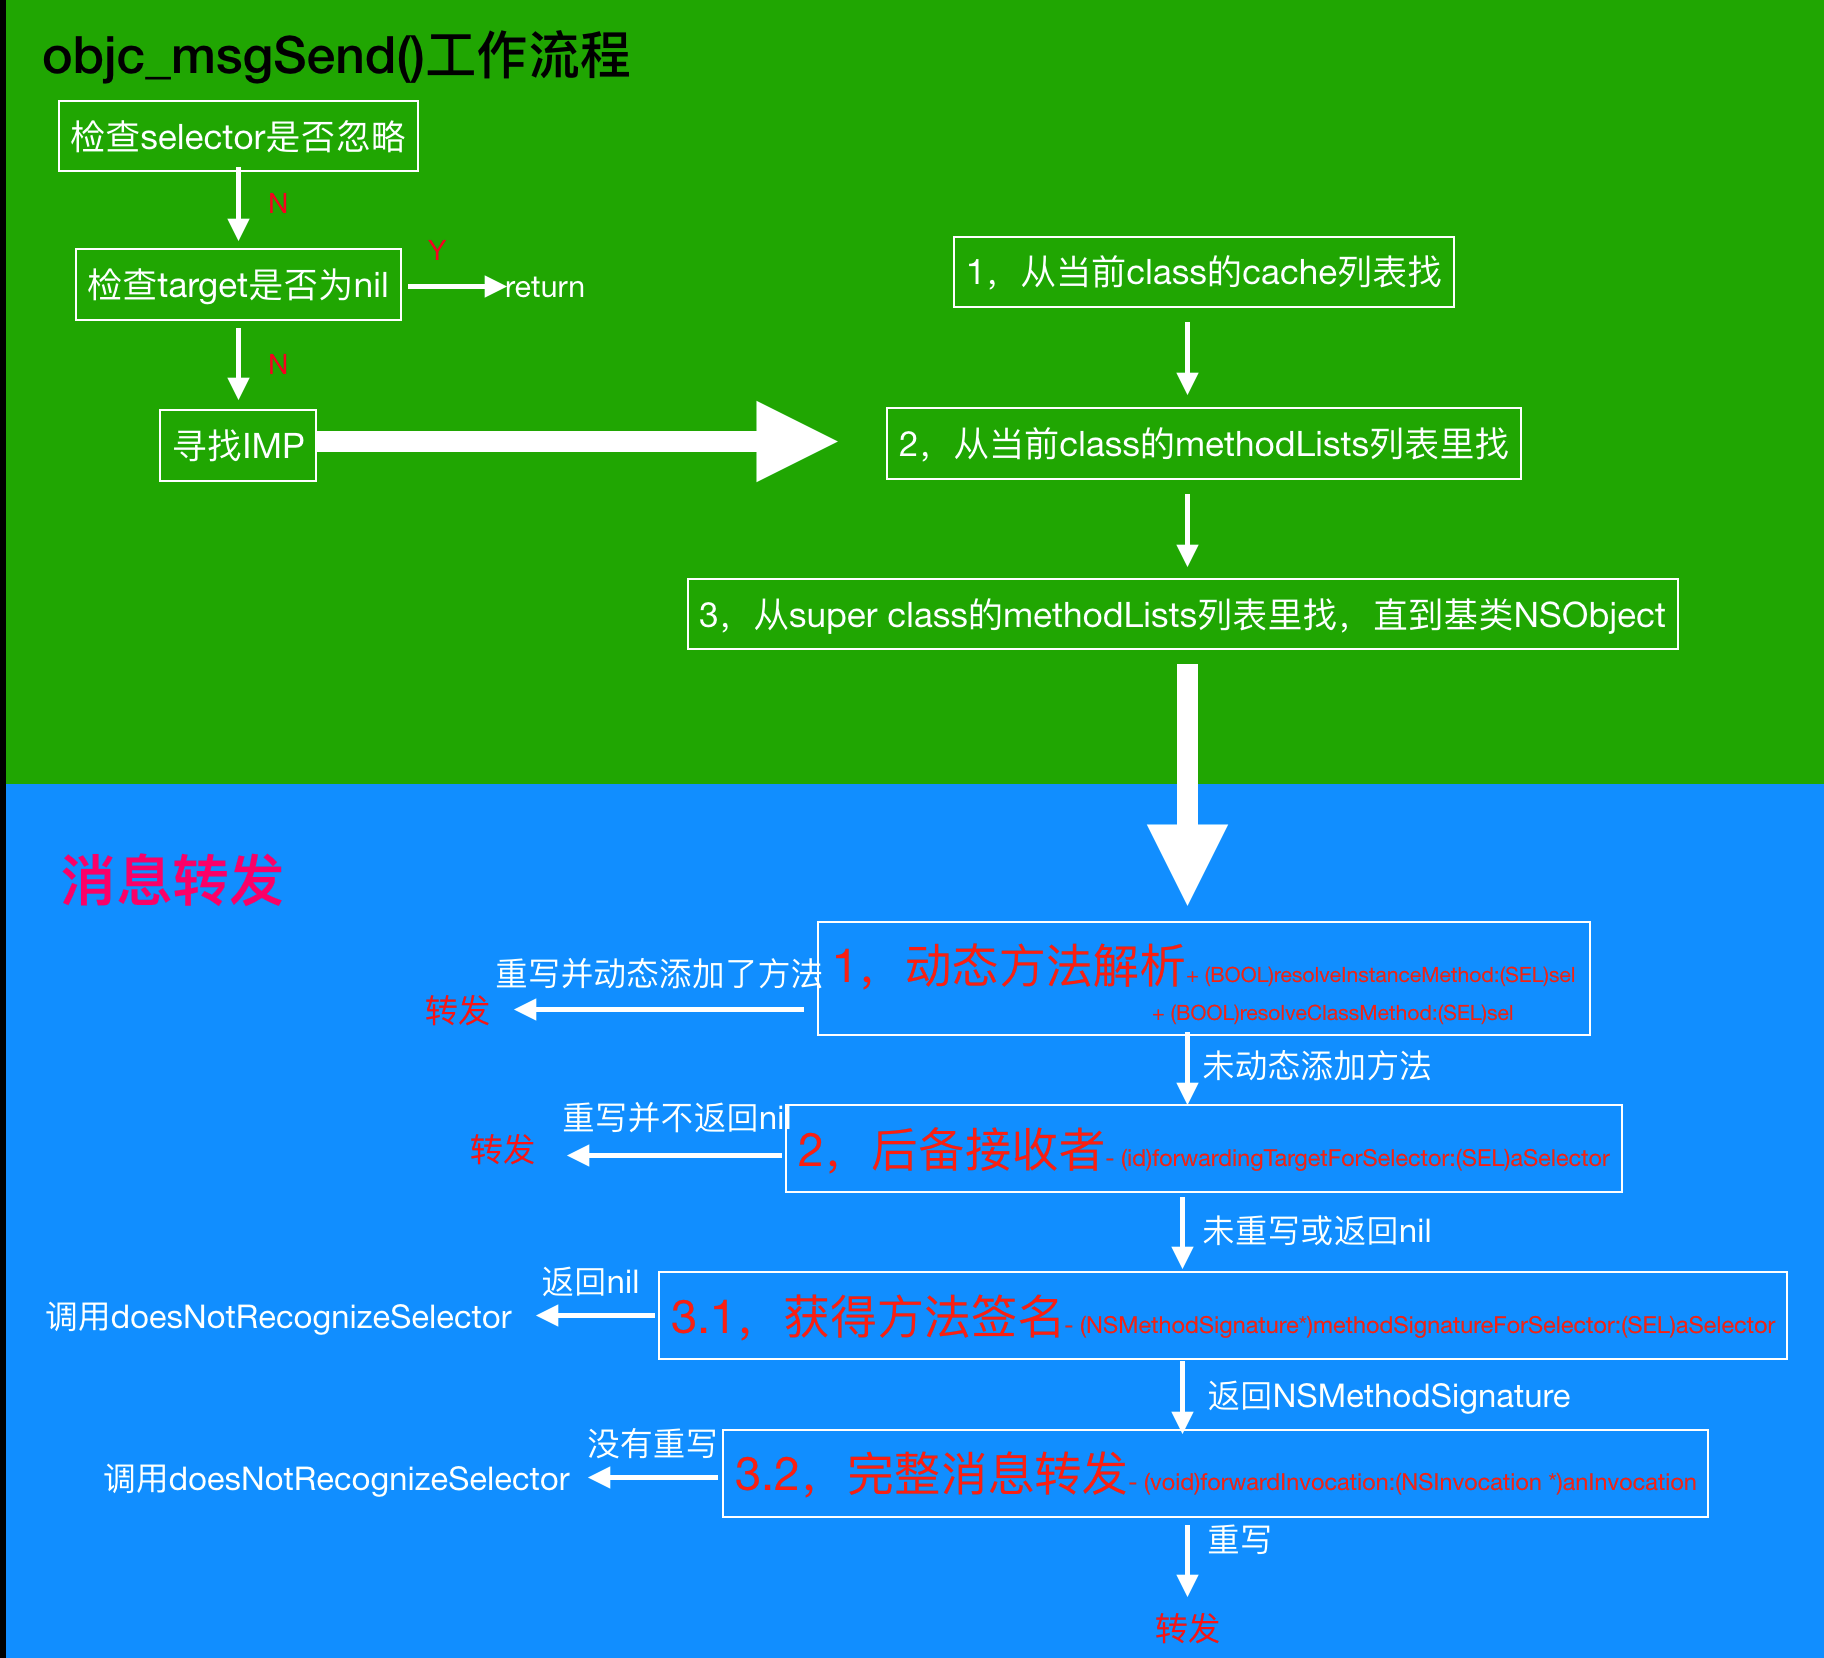 objc_msgSend()工作流程
检查selector是否忽略
N
检查target是否为nil
Y
return
N
寻找IMP
1，从当前class的cache列表找
2，从当前class的methodLists列表里找
3，从super class的methodLists列表里找，直到基类NSObject
消息转发
1，动态方法解析+ (BOOL)resolveInstanceMethod:(SEL)sel
+ (BOOL)resolveClassMethod:(SEL)sel
重写并动态添加了方法
转发
未动态添加方法
2，后备接收者- (id)forwardingTargetForSelector:(SEL)aSelector
重写并不返回nil
转发
未重写或返回nil
3.1，获得方法签名- (NSMethodSignature*)methodSignatureForSelector:(SEL)aSelector
返回nil
调用doesNotRecognizeSelector
返回NSMethodSignature
3.2，完整消息转发- (void)forwardInvocation:(NSInvocation *)anInvocation
没有重写
调用doesNotRecognizeSelector
重写
转发